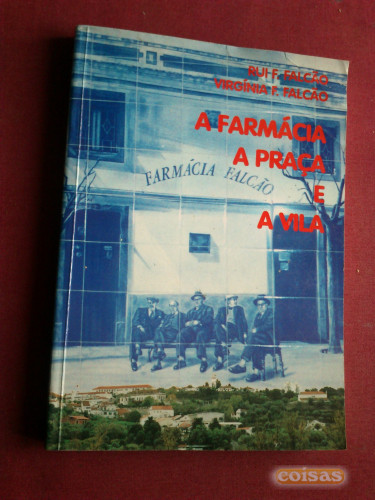 RUI F. FALCÃO
VIRGÍNIA F. FALCÃO
A FARMÁCIA
A PRAÇA
E
A VILA
FARMÁCIA FALCÃO
coisas